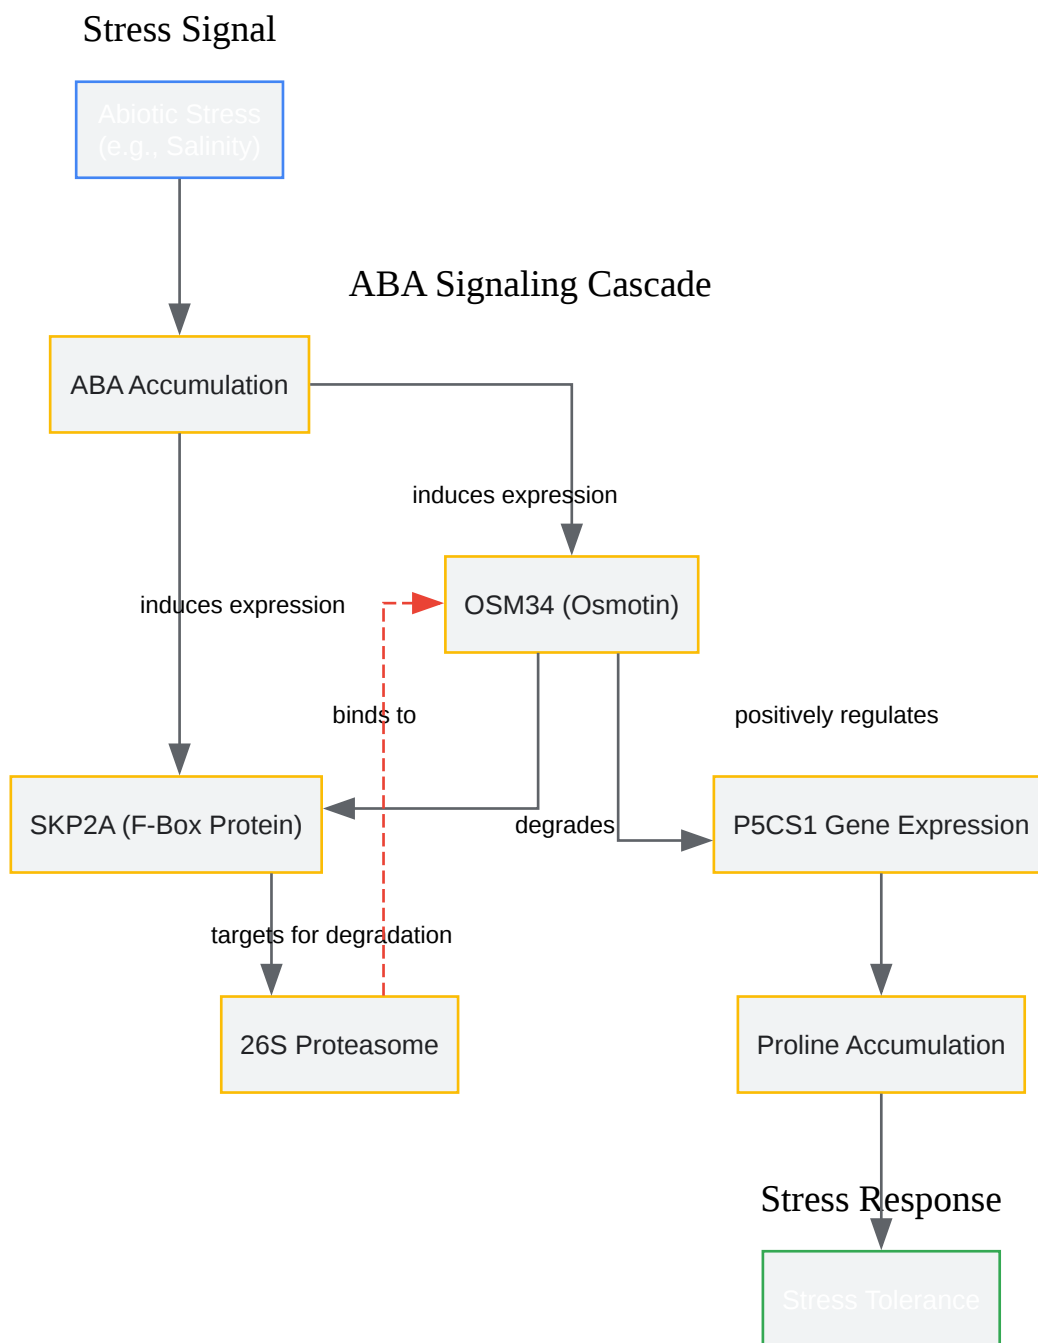 Stress Signal
Abiotic Stress
(e.g., Salinity)
ABA Signaling Cascade
ABA Accumulation
induces expression
OSM34 (Osmotin)
induces expression
binds to
positively regulates
SKP2A (F-Box Protein)
degrades
P5CS1 Gene Expression
targets for degradation
26S Proteasome
Proline Accumulation
Stress Response
Stress Tolerance